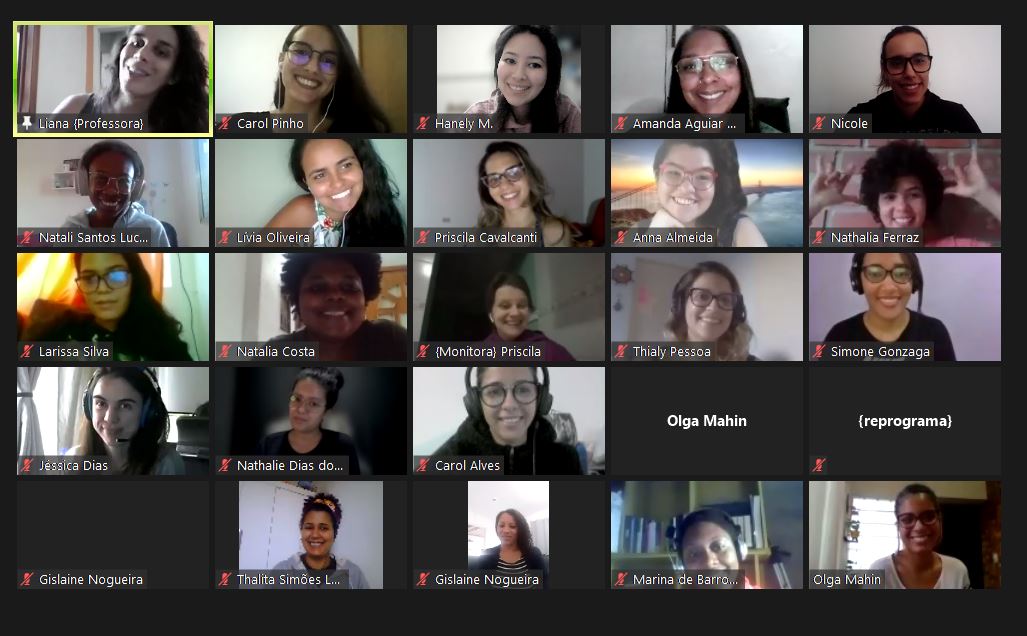 Liana {Professora}
Carol Pinho
Hanely M.
Amanda Aguiar ...
Nicole
Natali Santos Luc...
Lívia Oliveira
Priscila Cavalcanti
Anna Almeida
Nathalia Ferraz
Larissa Silva
Natalia Costa
{Monitora} Priscila
Thialy Pessoa
Simone Gonzaga
Jéssica Dias
Nathalie Dias do...
Carol Alves
Olga Mahin
{reprograma}
Gislaine Nogueira
Thalita Simões L...
Gislaine Nogueira
Marina de Barro...
Olga Mahin